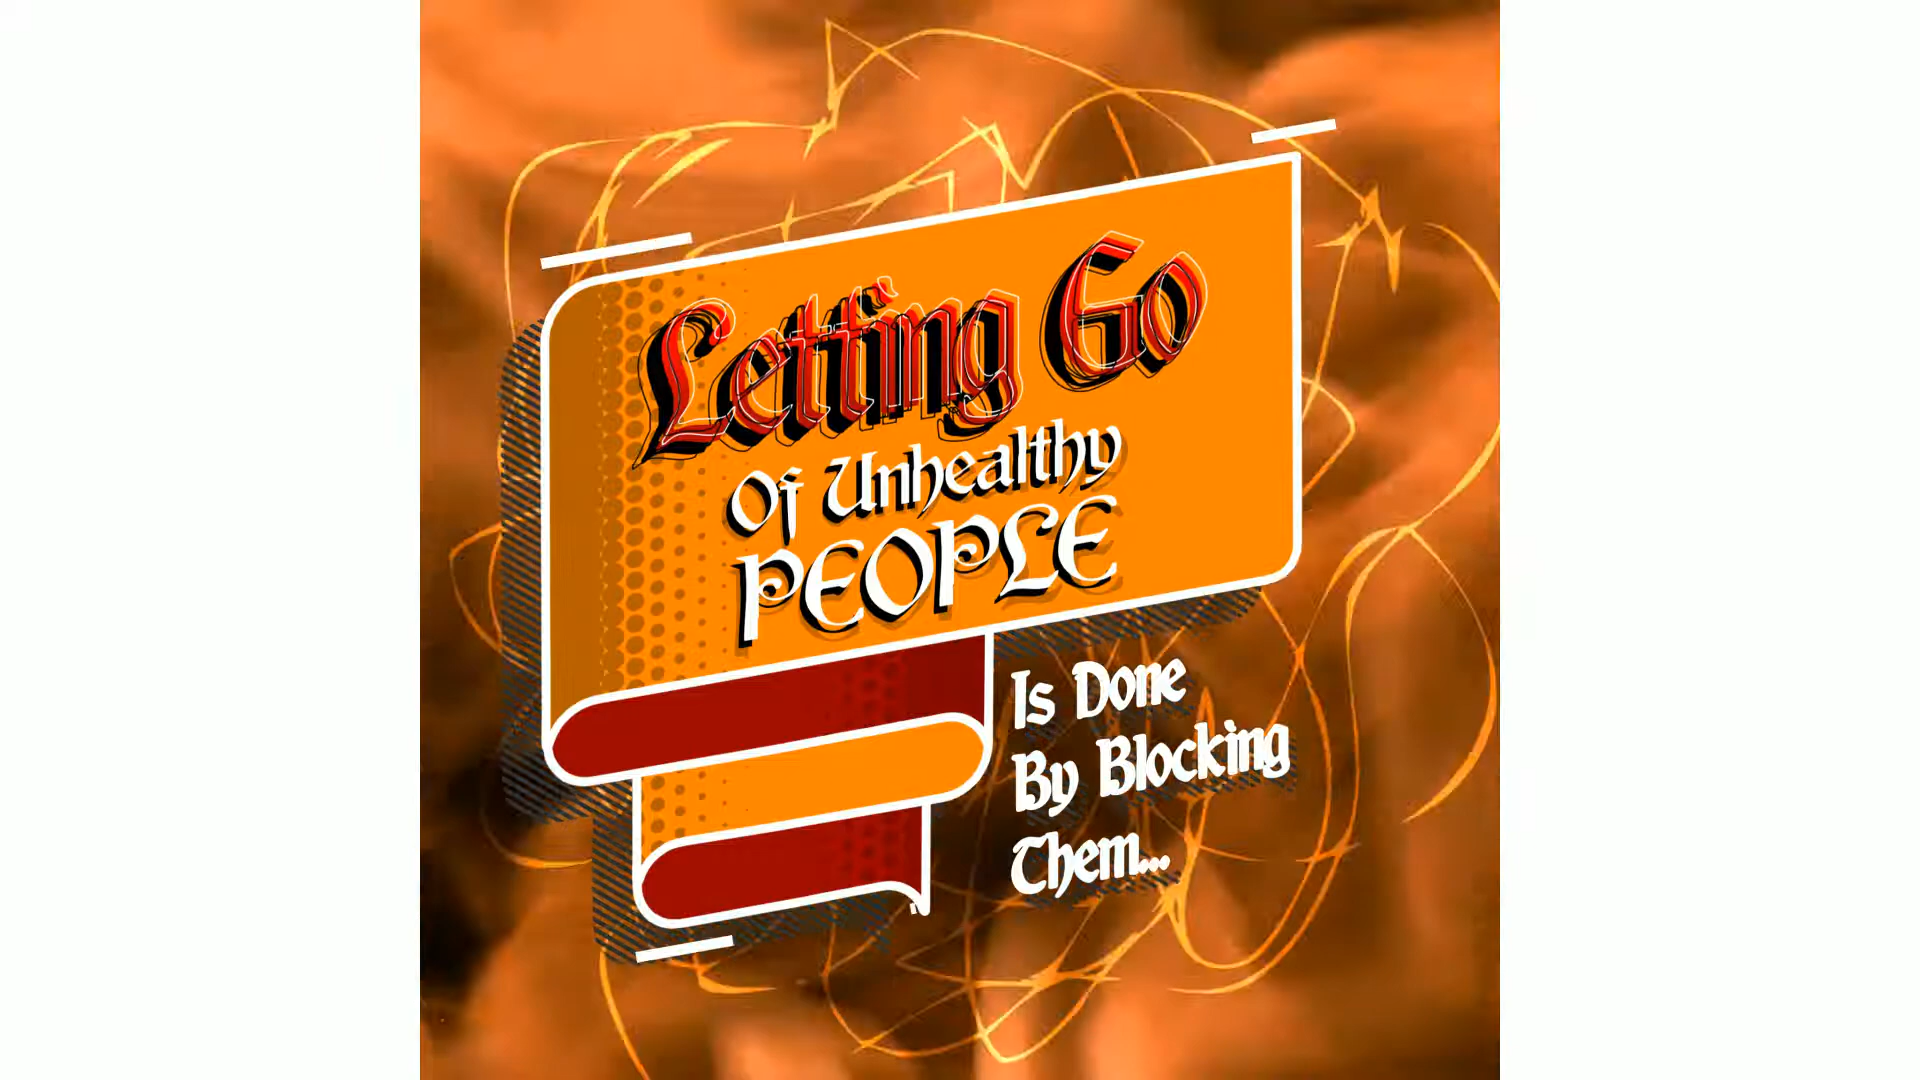 Letting Go
Of Unhealthy
PEOPLE
Is Done
By Blocking
Them...